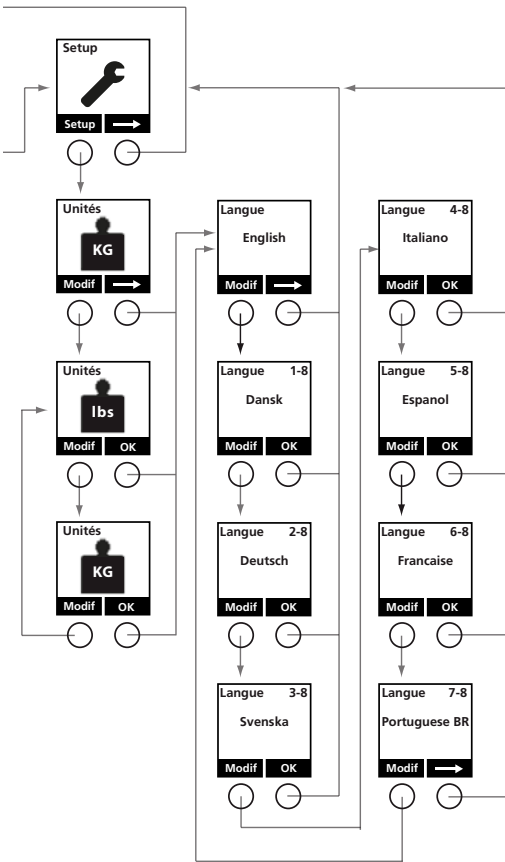 Setup
Setup
Unités
KG
Modif
Unités
lbs
Modif OK
Unités
KG
Modif OK
Langue
English
Modif
Langue 1-8
Dansk
Modif OK
Langue 2-8
Deutsch
Modif OK
Langue 3-8
Svenska
Modif OK
Langue 4-8
Italiano
Modif OK
Langue 5-8
Espanol
Modif OK
Langue 6-8
Francaise
Modif OK
Langue 7-8
Portuguese BR
Modif